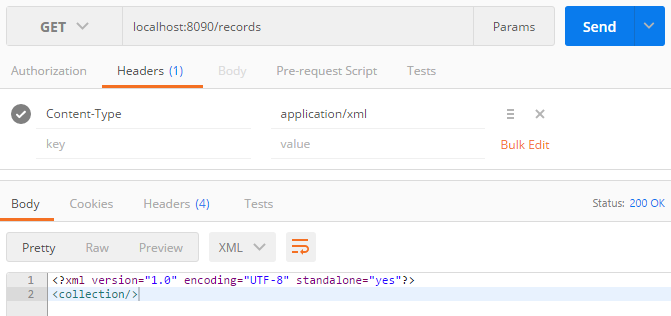 GET localhost:8090/records Params Send
Authorization Headers (1) Body Pre-request Script Tests
Content-Type application/xml
key value Bulk Edit
Body Cookies Headers (4) Tests Status: 200 OK
Pretty Raw Preview XML
1 <?xml version="1.0" encoding="UTF-8" standalone="yes"?>
2 <collection/>